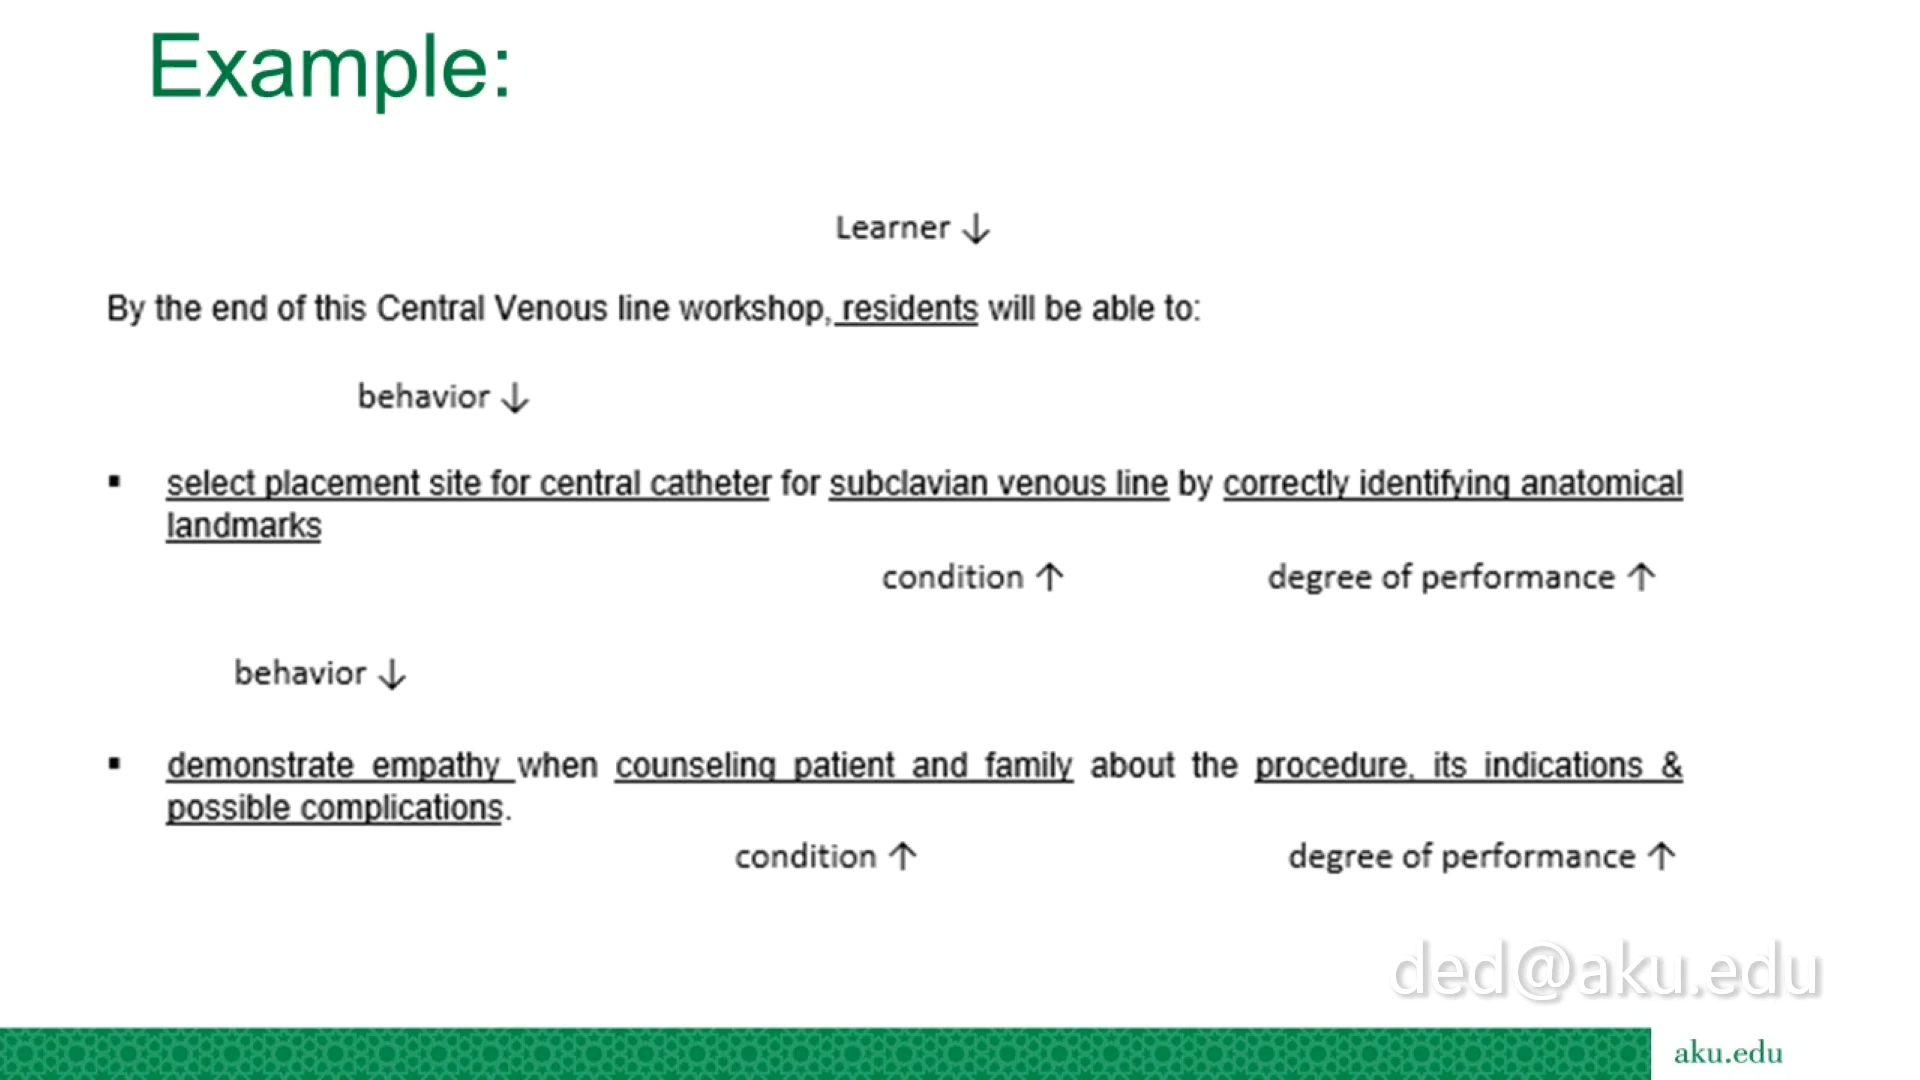 Example:
Learner ↓
By the end of this Central Venous line workshop, residents will be able to:
behavior ↓
▪ select placement site for central catheter for subclavian venous line by correctly identifying anatomical
landmarks
condition ↑ degree of performance ↑
behavior ↓
▪ demonstrate empathy when counseling patient and family about the procedure, its indications &
possible complications.
condition ↑ degree of performance ↑
ded@aku.edu
aku.edu